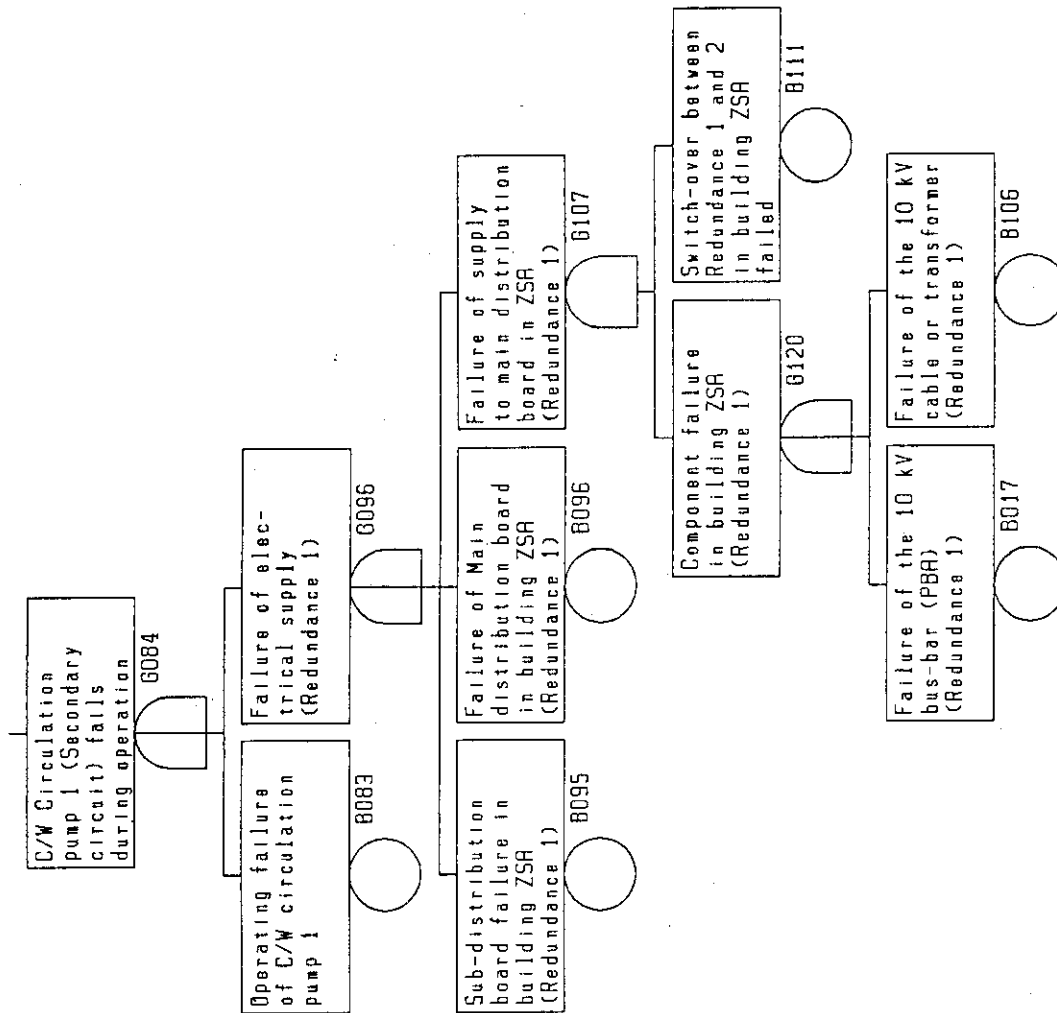 C/W Circulation
pump 1 (Secondary
circuit) fails
during operation
G084
Operating failure
of C/W circulation
pump 1
B083
Failure of elec-
trical supply
(Redundance 1)
G096
Sub-distribution
board failure in
building ZSA
(Redundance 1)
B095
Failure of Main
distribution board
in building ZSA
(Redundance 1)
B096
Failure of supply
to main distribution
board in ZSA
(Redundance 1)
G107
Component failure
in building ZSA
(Redundance 1)
G120
Switch-over between
Redundance 1 and 2
in building ZSA
failed
B111
Failure of the 10 kV
bus-bar (PBA)
(Redundance 1)
B017
Failure of the 10 kV
cable or transformer
(Redundance 1)
B106